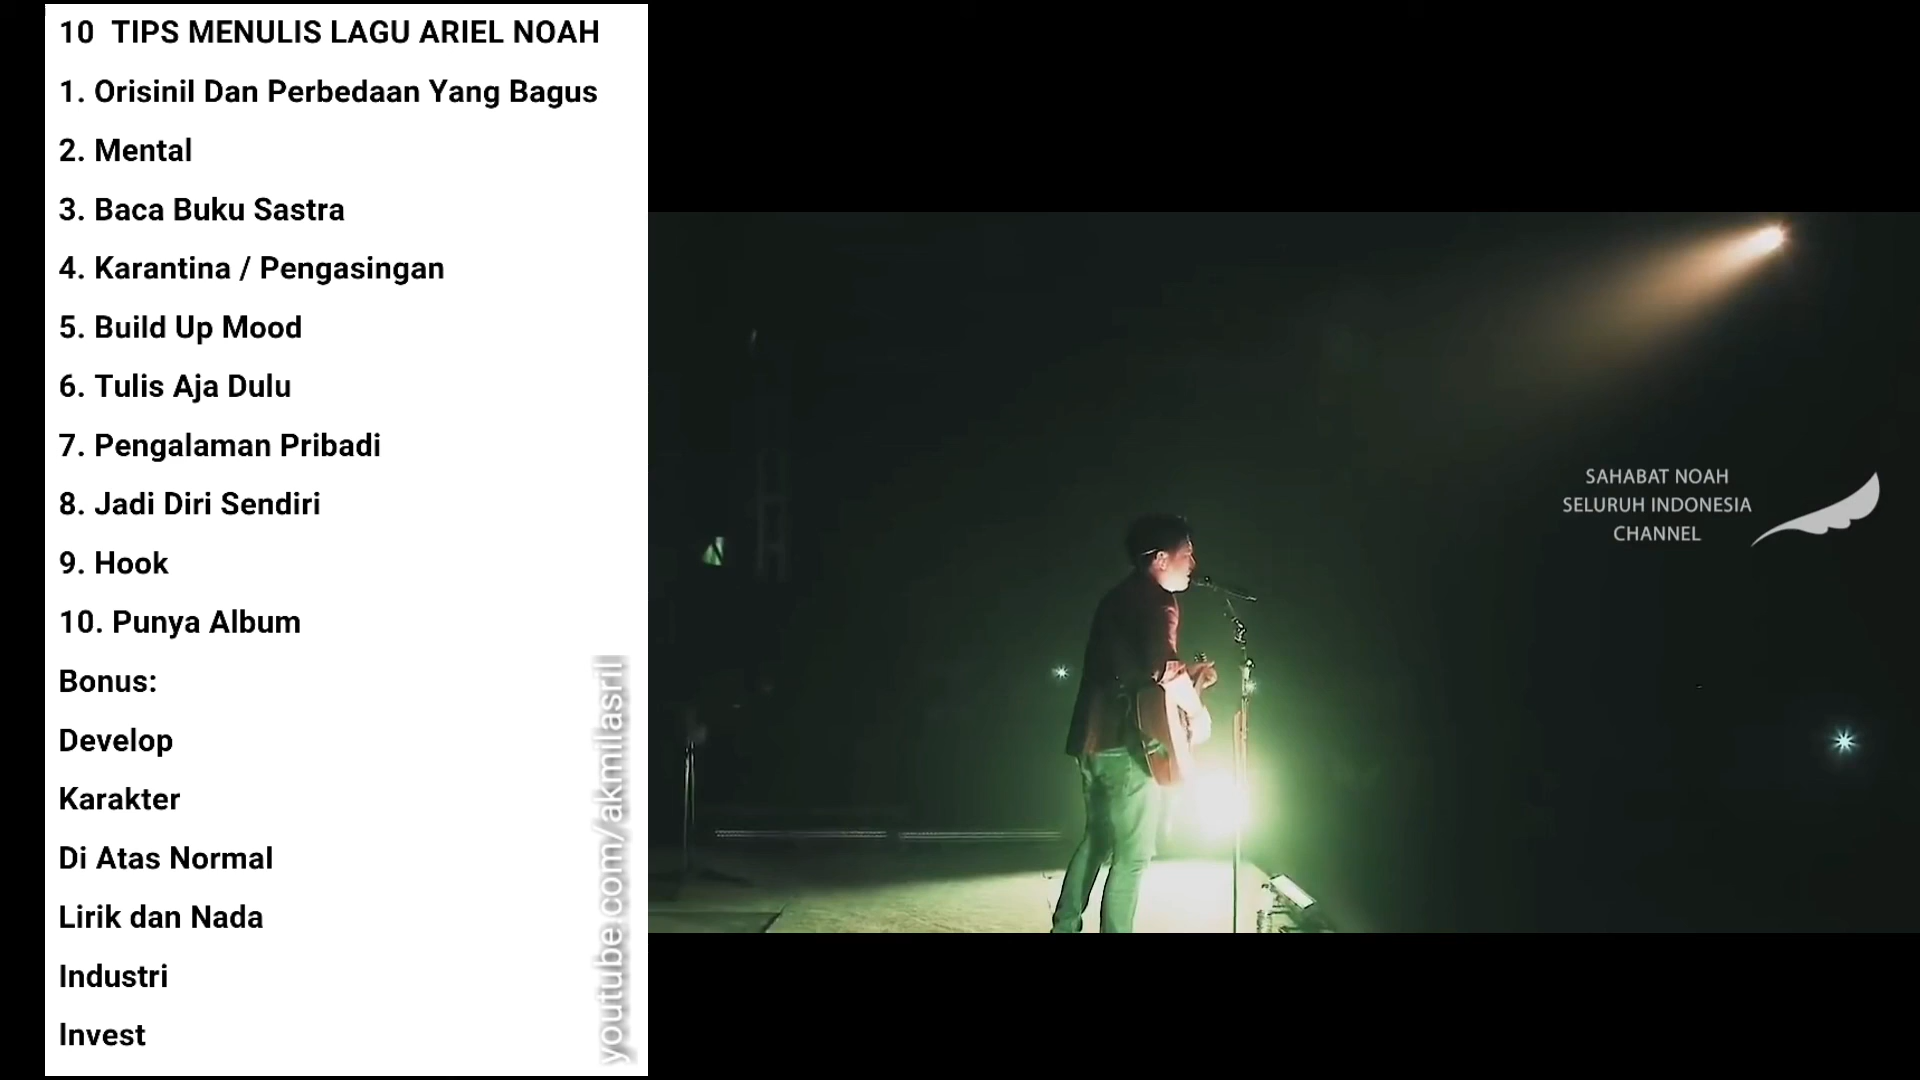 10 TIPS MENULIS LAGU ARIEL NOAH
1. Orisinil Dan Perbedaan Yang Bagus
2. Mental
3. Baca Buku Sastra
4. Karantina / Pengasingan
5. Build Up Mood
6. Tulis Aja Dulu
7. Pengalaman Pribadi
8. Jadi Diri Sendiri
9. Hook
10. Punya Album
Bonus:
Develop
Karakter
Di Atas Normal
Lirik dan Nada
Industri
Invest
youtube.com/akmilasril
SAHABAT NOAH
SELURUH INDONESIA
CHANNEL